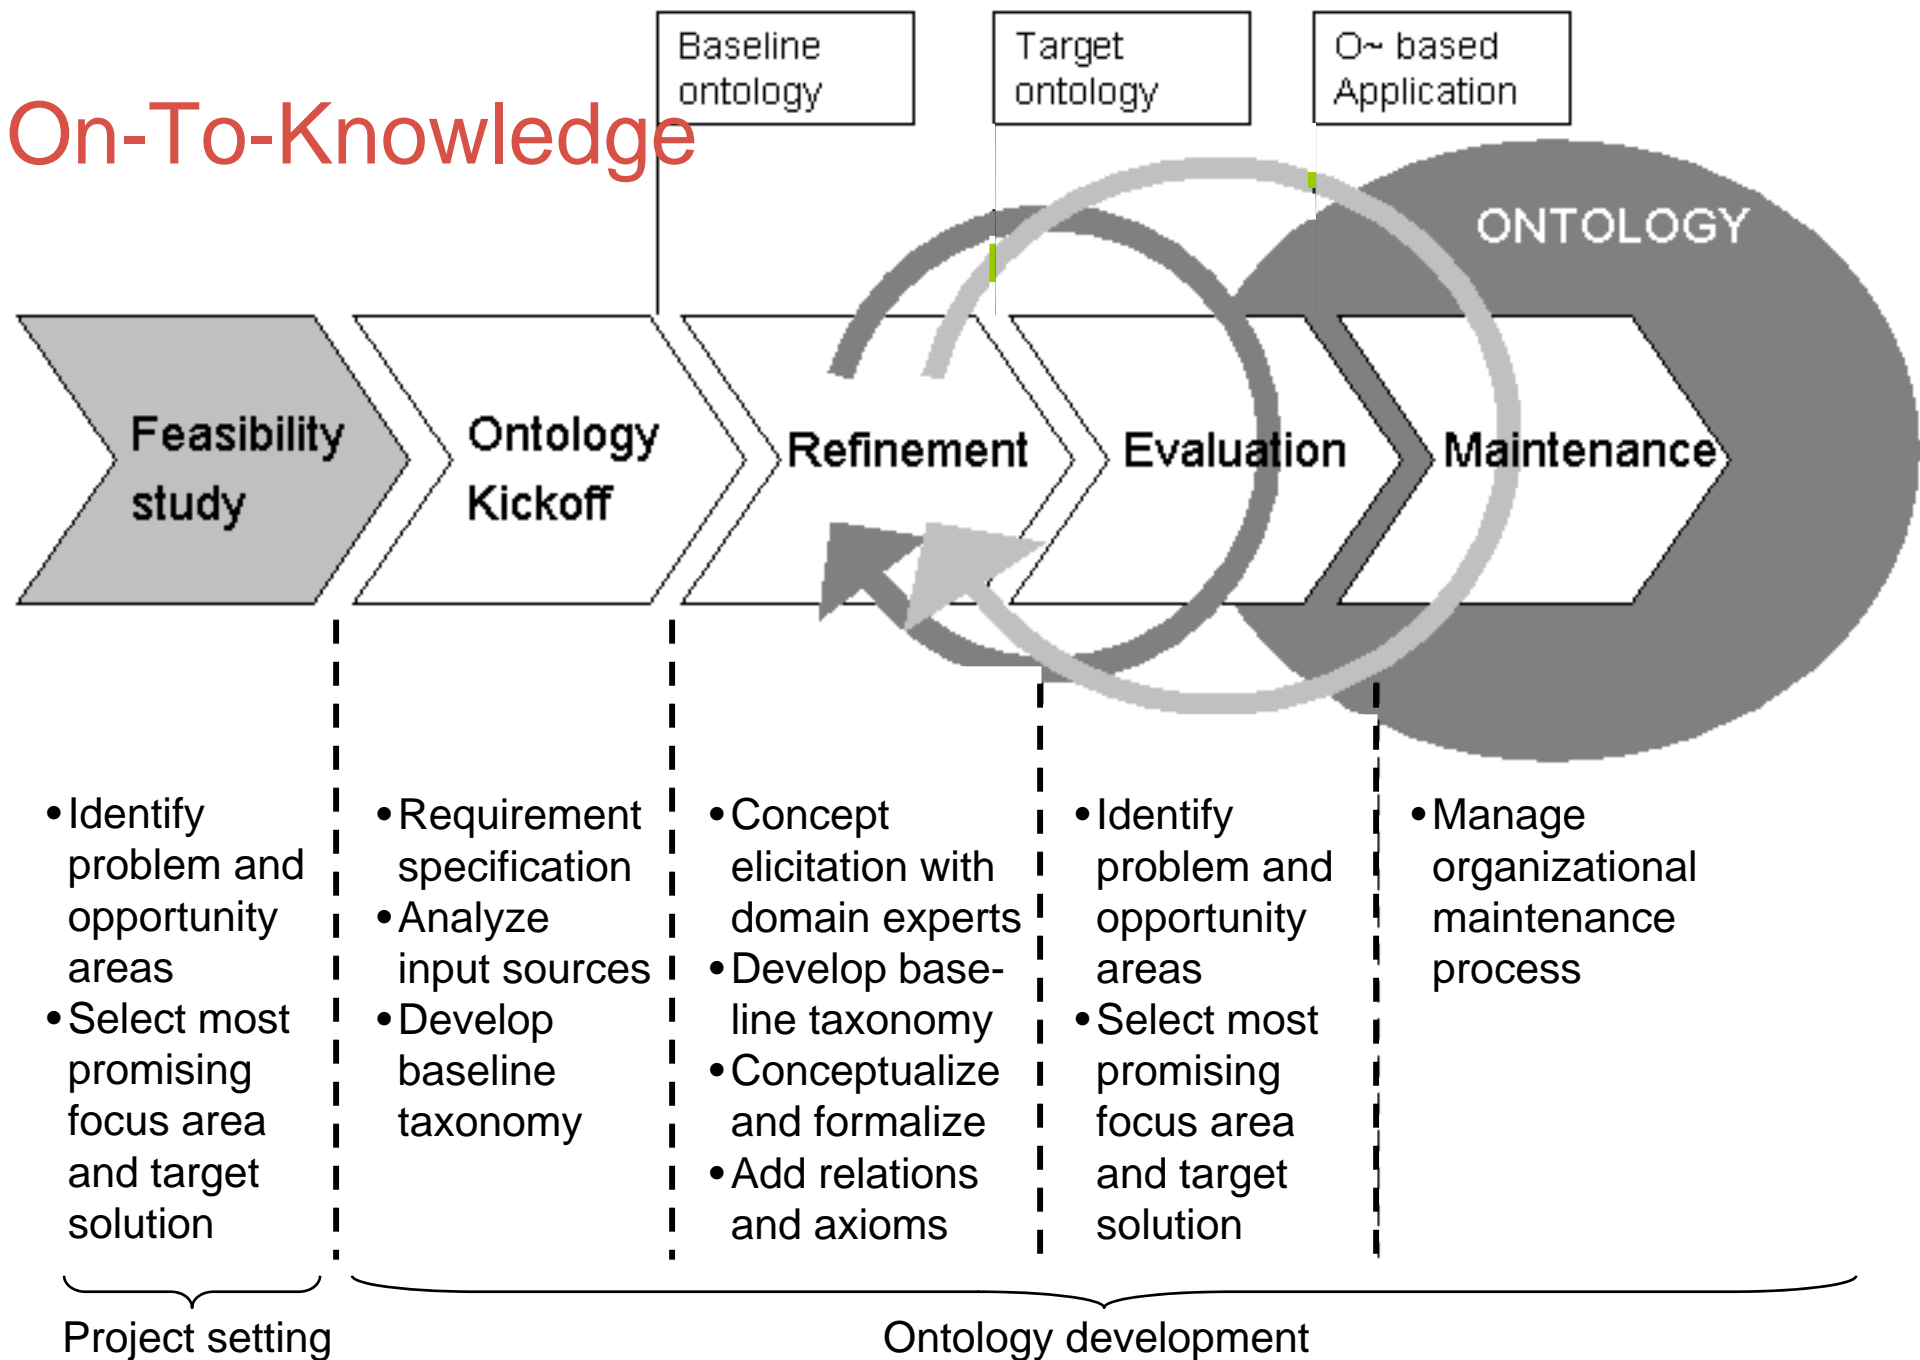 Baseline
ontology
Target
ontology
O~ based
Application
On-To-Knowledge
ONTOLOGY
Feasibility
study
Ontology
Kickoff
Refinement
Evaluation
Maintenance
•Identify
problem and
opportunity
areas
•Select most
promising
focus area
and target
solution
•Requirement
specification
•Analyze
input sources
•Develop
baseline
taxonomy
•Concept
elicitation with
domain experts
•Develop base-
line taxonomy
•Conceptualize
and formalize
•Add relations
and axioms
•Identify
problem and
opportunity
areas
•Select most
promising
focus area
and target
solution
•Manage
organizational
maintenance
process
Project setting
Ontology development